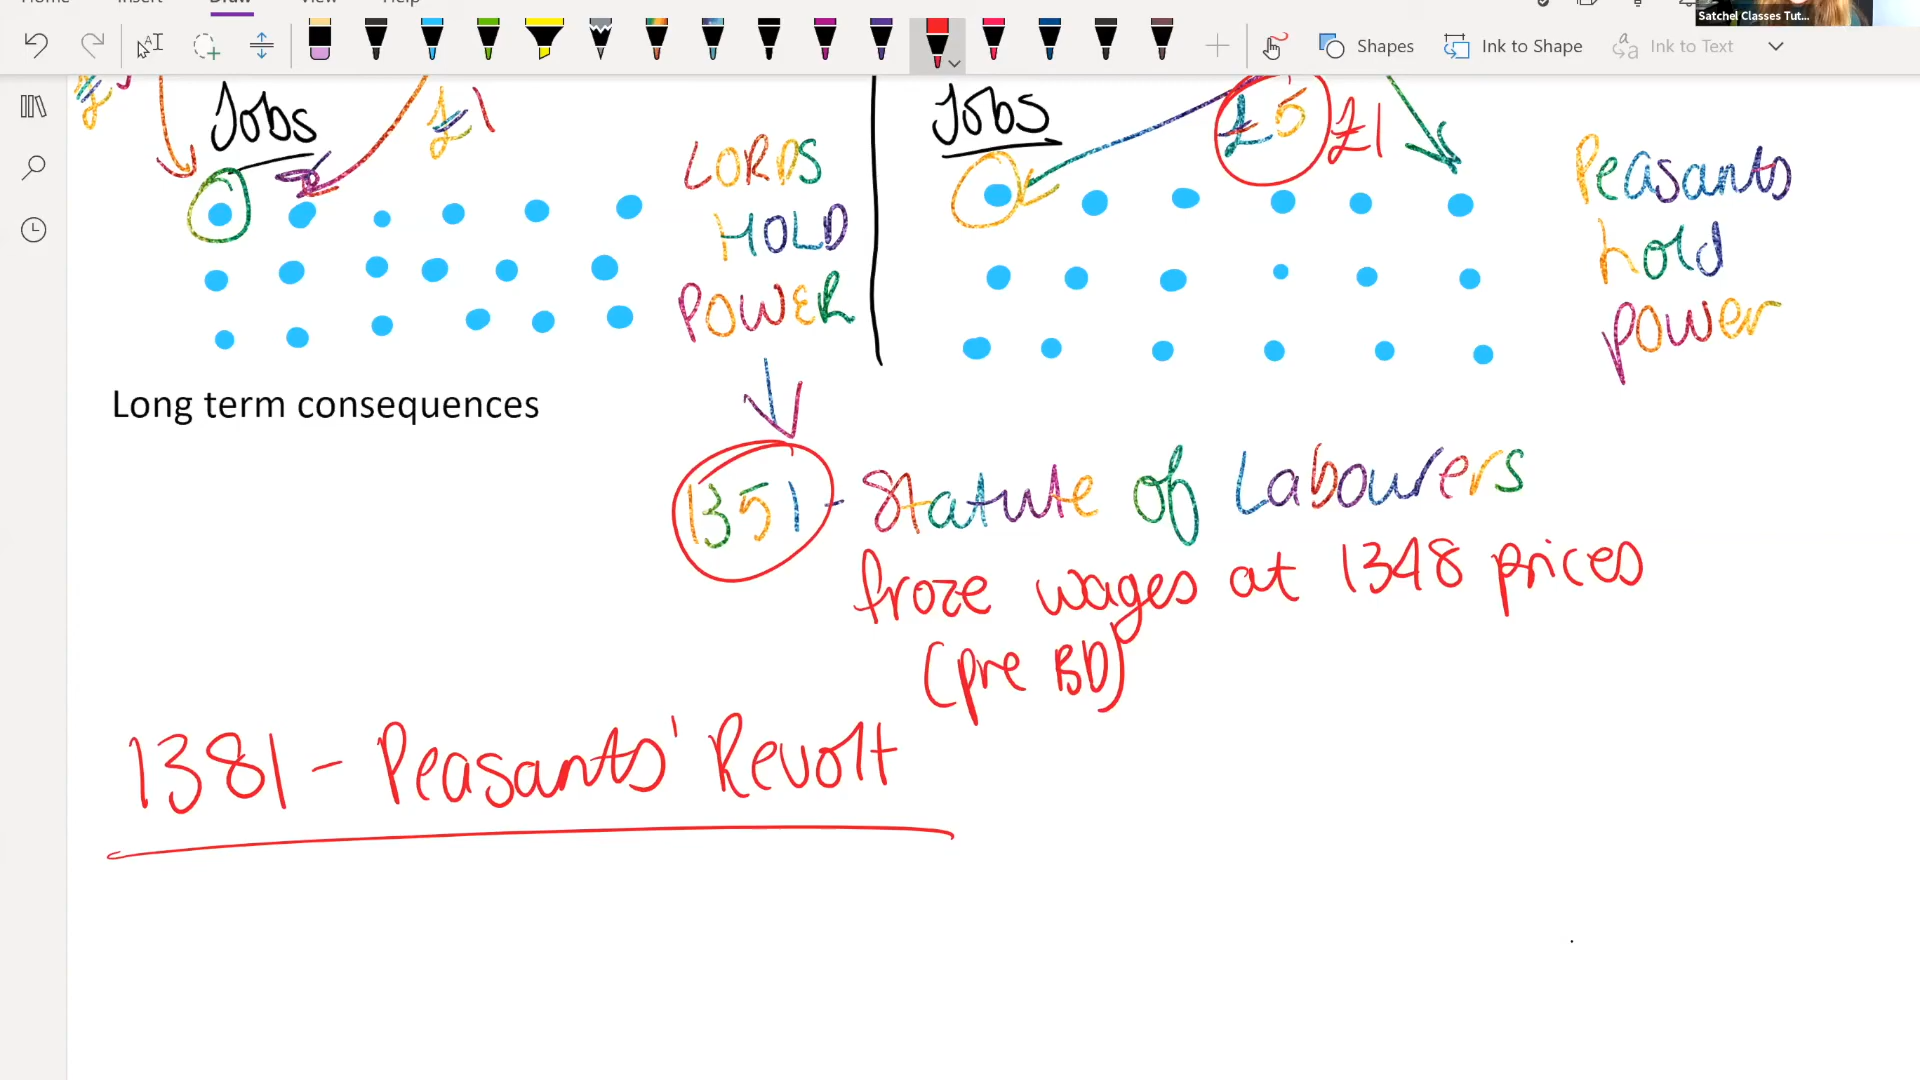 Satchel Classes Tut...
Shapes
Ink to Shape
Ink to Text
Jobs
£1
LORDS
HOLD
POWER
Jobs
£5 £1
Peasants
hold
power
Long term consequences
1351 - Statute of Labourers
froze wages at 1348 prices
(pre BD)
1381 - Peasants' Revolt